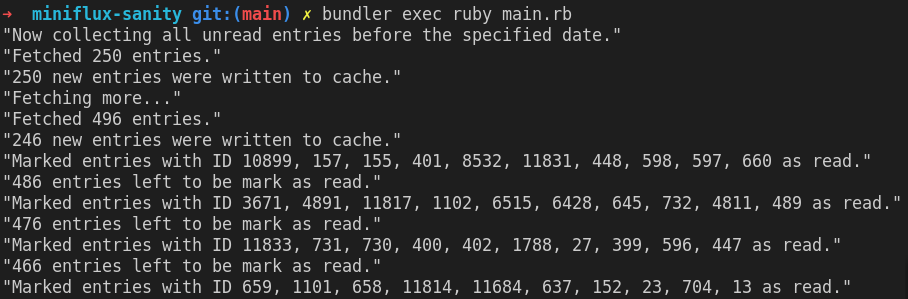 → miniflux-sanity git:(main) ✗ bundler exec ruby main.rb
"Now collecting all unread entries before the specified date."
"Fetched 250 entries."
"250 new entries were written to cache."
"Fetching more..."
"Fetched 496 entries."
"246 new entries were written to cache."
"Marked entries with ID 10899, 157, 155, 401, 8532, 11831, 448, 598, 597, 660 as read."
"486 entries left to be mark as read."
"Marked entries with ID 3671, 4891, 11817, 1102, 6515, 6428, 645, 732, 4811, 489 as read."
"476 entries left to be mark as read."
"Marked entries with ID 11833, 731, 730, 400, 402, 1788, 27, 399, 596, 447 as read."
"466 entries left to be mark as read."
"Marked entries with ID 659, 1101, 658, 11814, 11684, 637, 152, 23, 704, 13 as read."